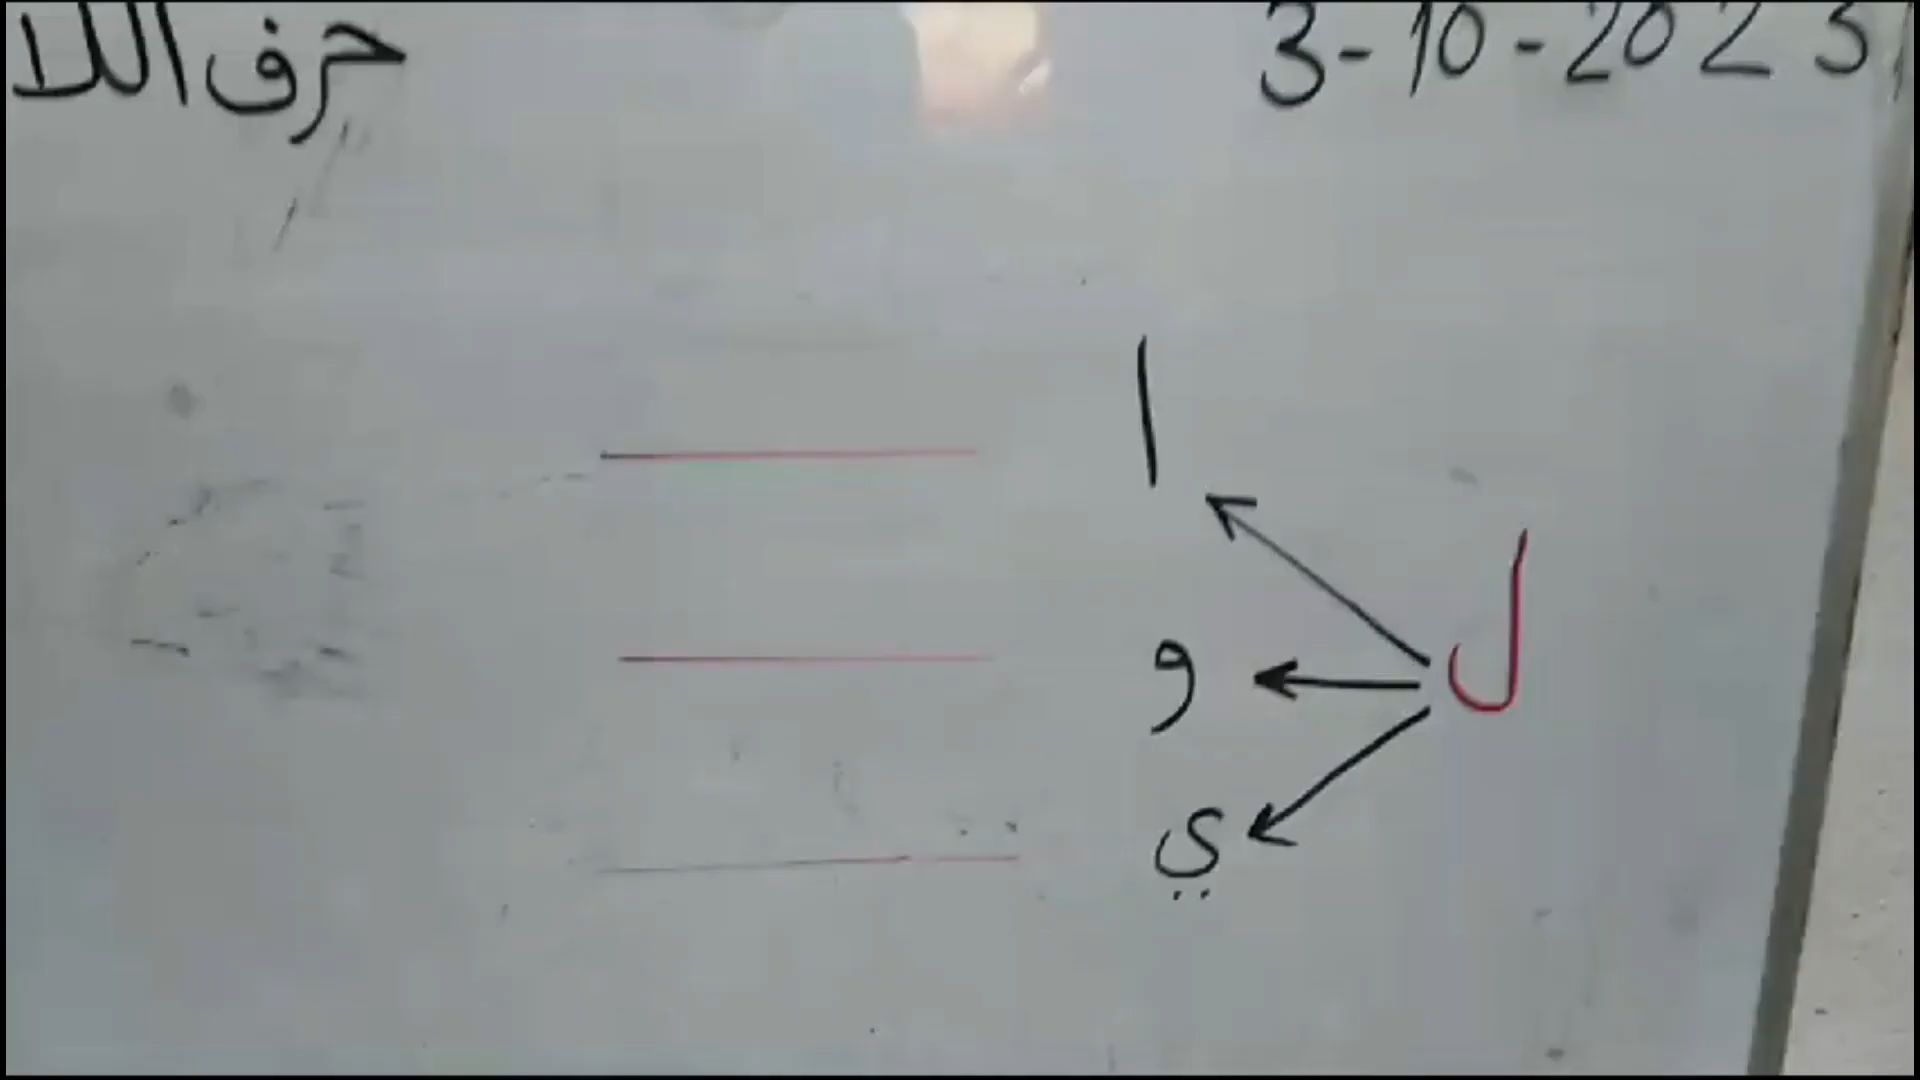 3-10-2023
حرف اللا
ا
ل
و
ي